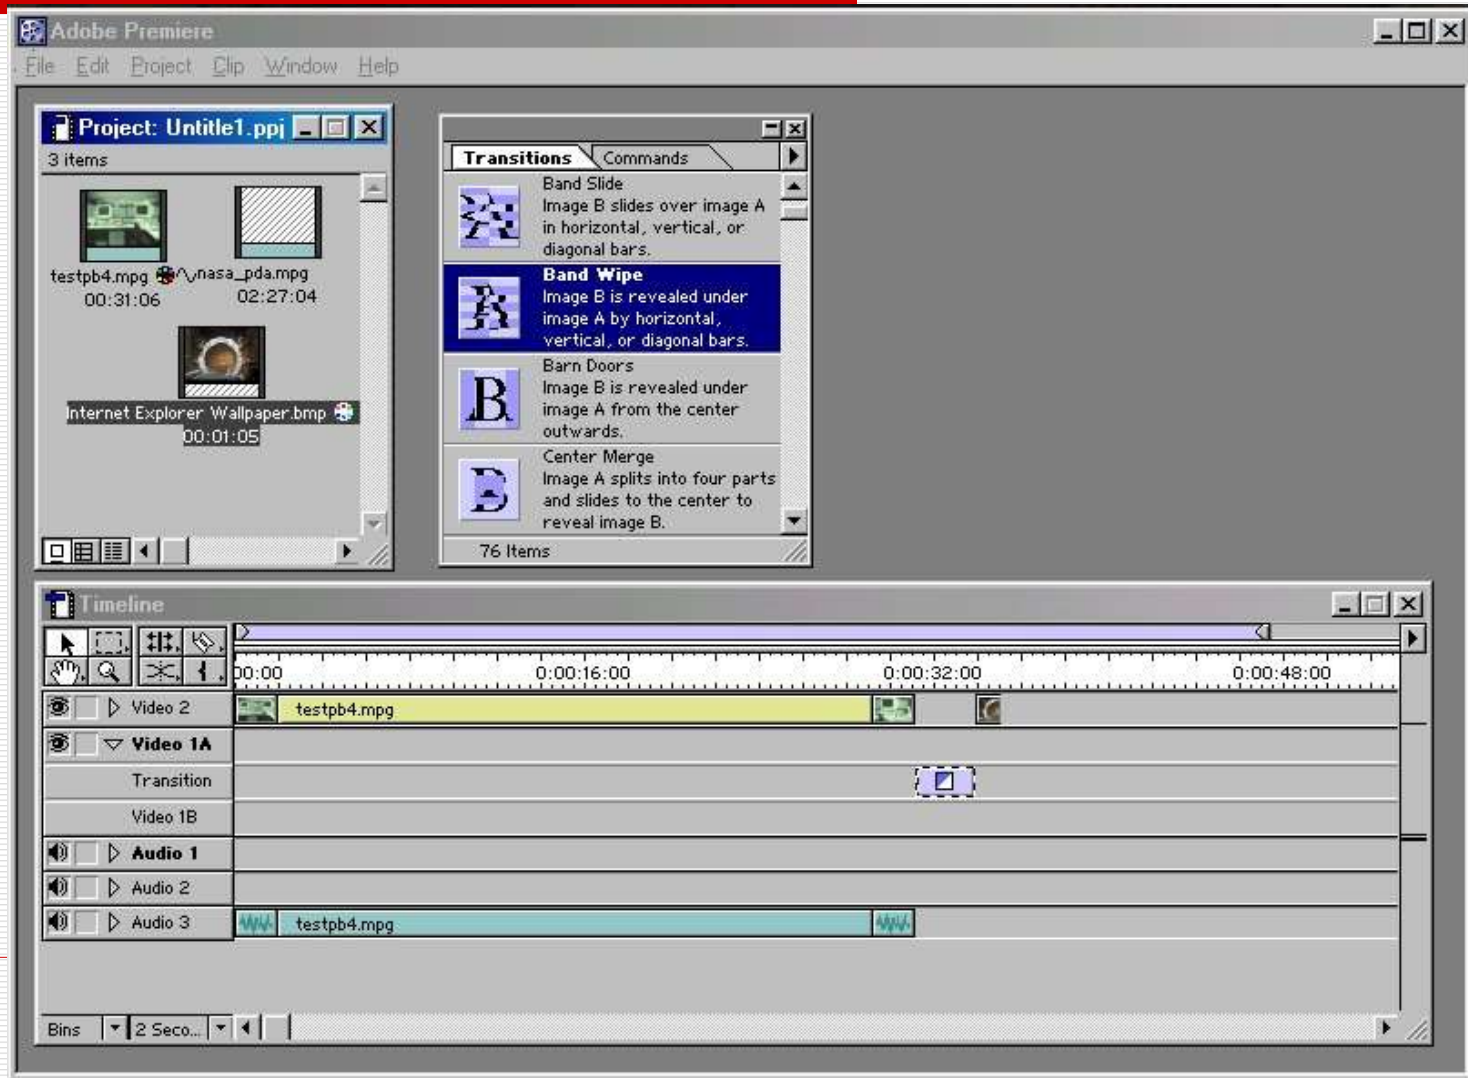 Adobe Premiere
File Edit Project Clip Window Help
Project: Untitle1.ppj
3 items
testpb4.mpg
00:31:06
nasa_pda.mpg
02:27:04
Internet Explorer Wallpaper.bmp
00:01:05
Transitions Commands
Band Slide
Image B slides over image A
in horizontal, vertical, or
diagonal bars.
Band Wipe
Image B is revealed under
image A by horizontal,
vertical, or diagonal bars.
Barn Doors
Image B is revealed under
image A from the center
outwards.
Center Merge
Image A splits into four parts
and slides to the center to
reveal image B.
76 Items
Timeline
00:00 0:00:16:00 0:00:32:00 0:00:48:00
Video 2 testpb4.mpg
Video 1A
Transition
Video 1B
Audio 1
Audio 2
Audio 3 testpb4.mpg
Bins 2 Seco...